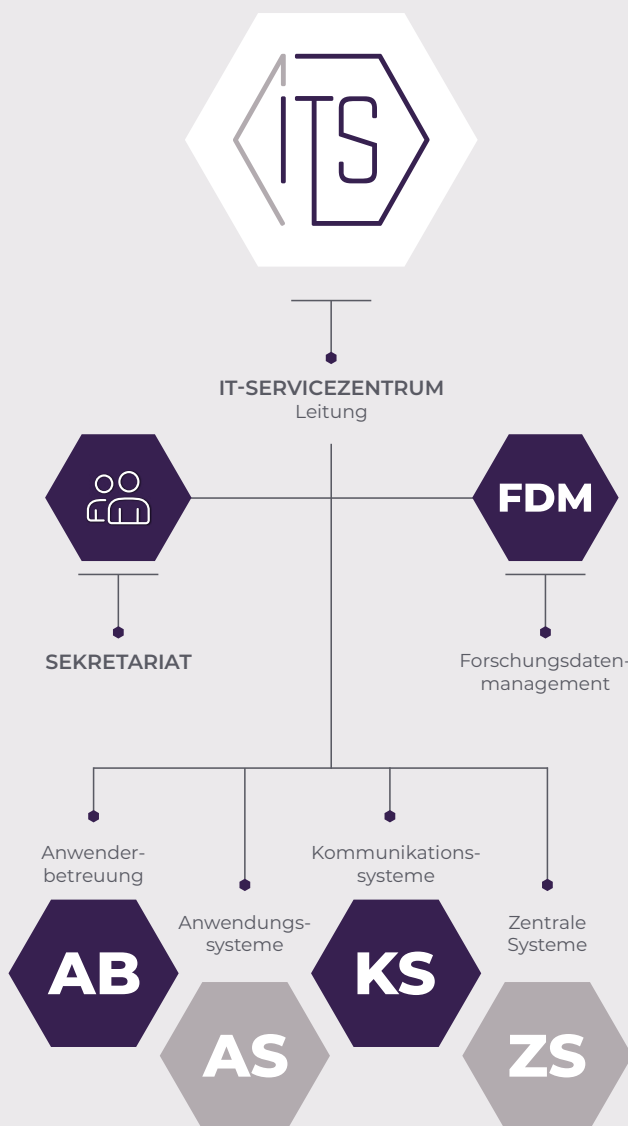 ITS
IT-SERVICEZENTRUM
Leitung
FDM
SEKRETARIAT
Forschungsdaten-
management
Anwender-
betreuung
AB
Anwendungs-
systeme
AS
Kommunikations-
systeme
KS
Zentrale
Systeme
ZS